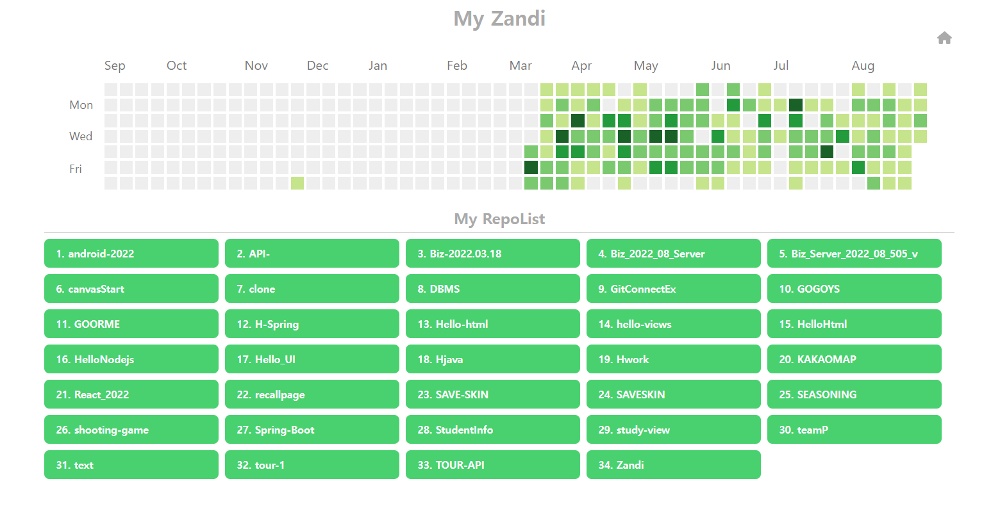 My Zandi
Sep Oct Nov Dec Jan Feb Mar Apr May Jun Jul Aug
Mon
Wed
Fri
My RepoList
1. android-2022 2. API- 3. Biz-2022.03.18 4. Biz_2022_08_Server 5. Biz_Server_2022_08_505_v
6. canvasStart 7. clone 8. DBMS 9. GitConnectEx 10. GOGOYS
11. GOORME 12. H-Spring 13. Hello-html 14. hello-views 15. HelloHtml
16. HelloNodejs 17. Hello_UI 18. Hjava 19. Hwork 20. KAKAOMAP
21. React_2022 22. recallpage 23. SAVE-SKIN 24. SAVESKIN 25. SEASONING
26. shooting-game 27. Spring-Boot 28. StudentInfo 29. study-view 30. teamP
31. text 32. tour-1 33. TOUR-API 34. Zandi